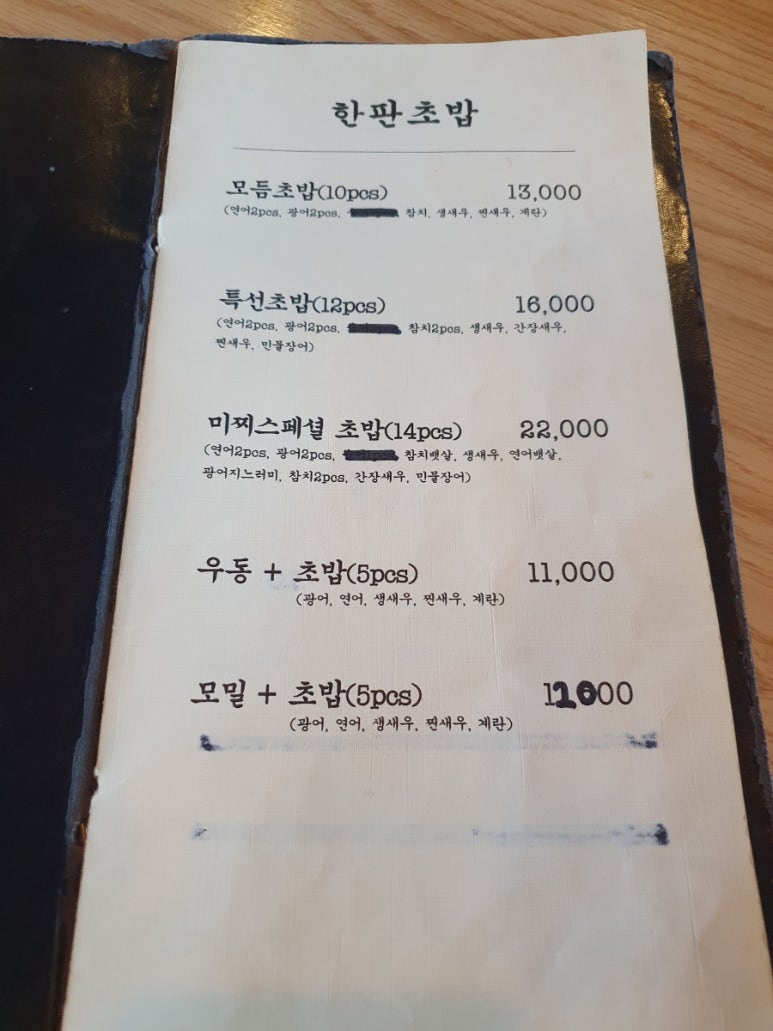 한판초밥
모듬초밥(10pcs) 13,000
(연어2pcs, 광어2pcs, 참치, 생새우, 찐새우, 계란)
특선초밥(12pcs) 16,000
(연어2pcs, 광어2pcs, 참치2pcs, 생새우, 간장새우,
찐새우, 민물장어)
미찌스페셜 초밥(14pcs) 22,000
(연어2pcs, 광어2pcs, 참치뱃살, 생새우, 연어뱃살,
광어지느러미, 참치2pcs, 간장새우, 민물장어)
우동 + 초밥(5pcs) 11,000
(광어, 연어, 생새우, 찐새우, 계란)
모밀 + 초밥(5pcs) 12000
(광어, 연어, 생새우, 찐새우, 계란)